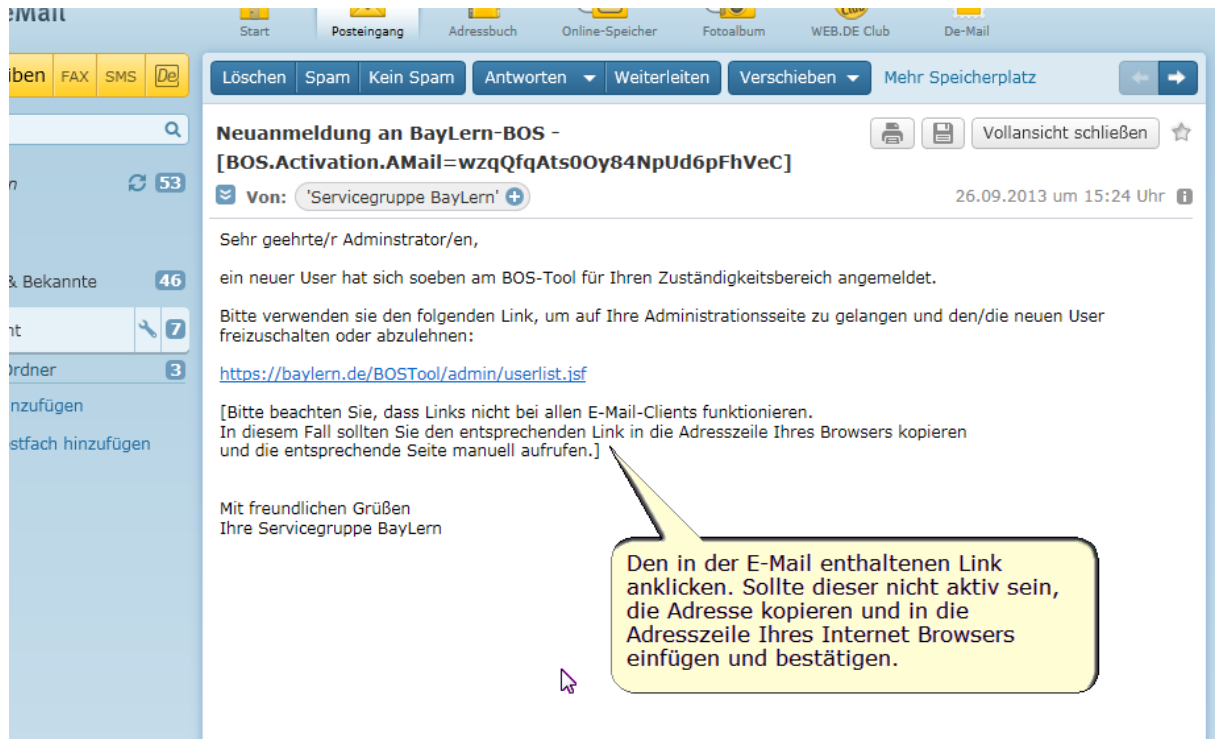 eMail
Start Posteingang Adressbuch Online-Speicher Fotoalbum WEB.DE Club De-Mail
iben FAX SMS De
Löschen Spam Kein Spam Antworten Weiterleiten Verschieben Mehr Speicherplatz
Neuanmeldung an BayLern-BOS -
[BOS.Activation.AMail=wzqQfqAts0Oy84NpUd6pFhVeC]
Vollansicht schließen
n 53
Von: 'Servicegruppe BayLern' 26.09.2013 um 15:24 Uhr
Sehr geehrte/r Adminstrator/en,
& Bekannte 46
ein neuer User hat sich soeben am BOS-Tool für Ihren Zuständigkeitsbereich angemeldet.
nt 7
Bitte verwenden sie den folgenden Link, um auf Ihre Administrationsseite zu gelangen und den/die neuen User
freizuschalten oder abzulehnen:
Ordner 3
https://baylern.de/BOSTool/admin/userlist.jsf
nzufügen
[Bitte beachten Sie, dass Links nicht bei allen E-Mail-Clients funktionieren.
In diesem Fall sollten Sie den entsprechenden Link in die Adresszeile Ihres Browsers kopieren
und die entsprechende Seite manuell aufrufen.]
stfach hinzufügen
Mit freundlichen Grüßen
Ihre Servicegruppe BayLern
Den in der E-Mail enthaltenen Link
anklicken. Sollte dieser nicht aktiv sein,
die Adresse kopieren und in die
Adresszeile Ihres Internet Browsers
einfügen und bestätigen.